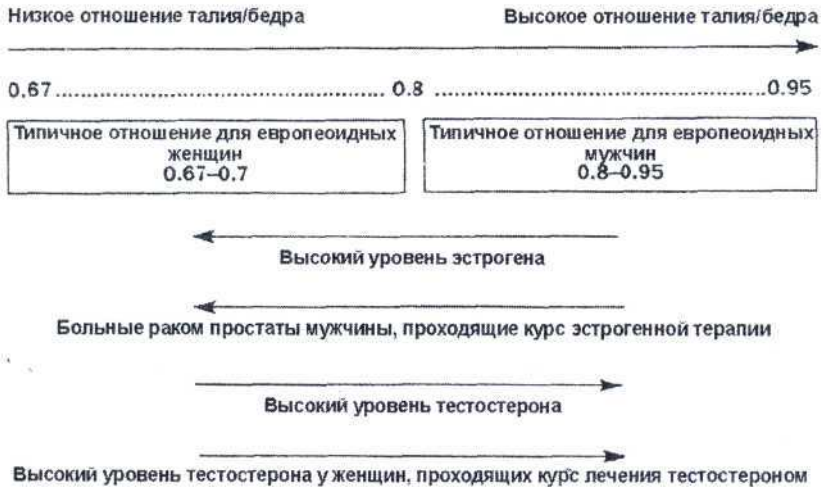 Низкое отношение талия/бедра Высокое отношение талия/бедра
0.67 0.8 0.95
Типичное отношение для европеоидных
женщин
0.67–0.7
Типичное отношение для европеоидных
мужчин
0.8–0.95
Высокий уровень эстрогена
Больные раком простаты мужчины, проходящие курс эстрогенной терапии
Высокий уровень тестостерона
Высокий уровень тестостерона у женщин, проходящих курс лечения тестостероном